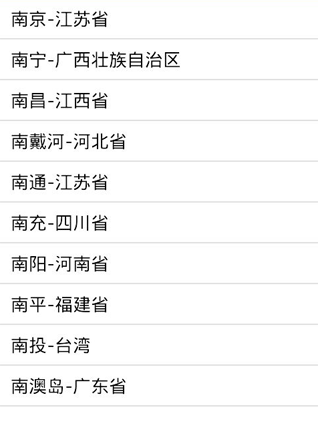 南京-江苏省
南宁-广西壮族自治区
南昌-江西省
南戴河-河北省
南通-江苏省
南充-四川省
南阳-河南省
南平-福建省
南投-台湾
南澳岛-广东省